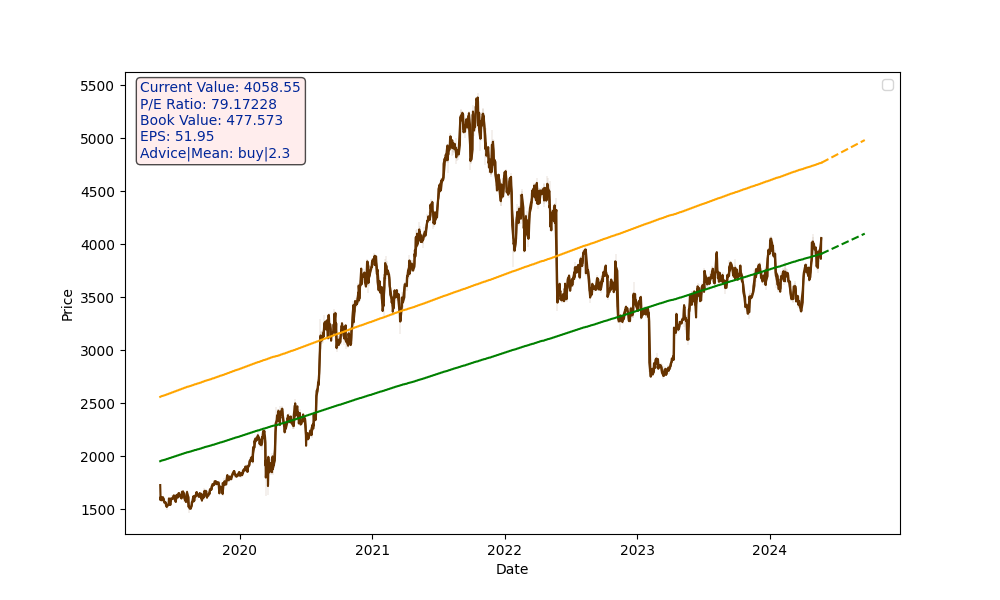 Current Value: 4058.55
P/E Ratio: 79.17228
Book Value: 477.573
EPS: 51.95
Advice|Mean: buy|2.3
5500
5000
4500
4000
3500
3000
2500
2000
1500
Price
2020 2021 2022 2023 2024
Date